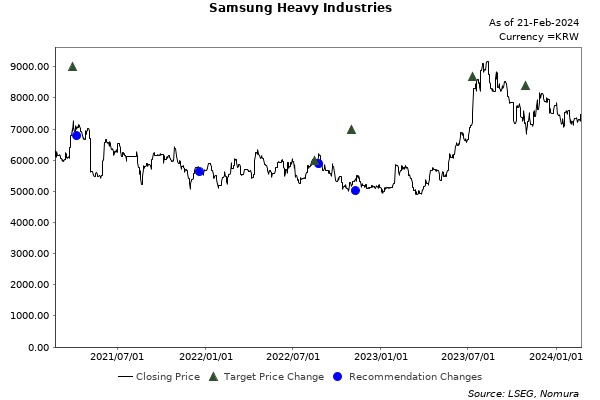 Samsung Heavy Industries
As of 21-Feb-2024
Currency =KRW
9000.00
8000.00
7000.00
6000.00
5000.00
4000.00
3000.00
2000.00
1000.00
0.00
2021/07/01 2022/01/01 2022/07/01 2023/01/01 2023/07/01 2024/01/01
Closing Price Target Price Change Recommendation Changes
Source: LSEG, Nomura